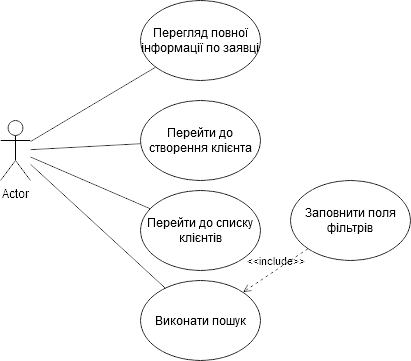 Перегляд повної
інформації по заявці
Перейти до
створення клієнта
Actor
Перейти до списку
клієнтів
Заповнити поля
фільтрів
<<include>>
Виконати пошук